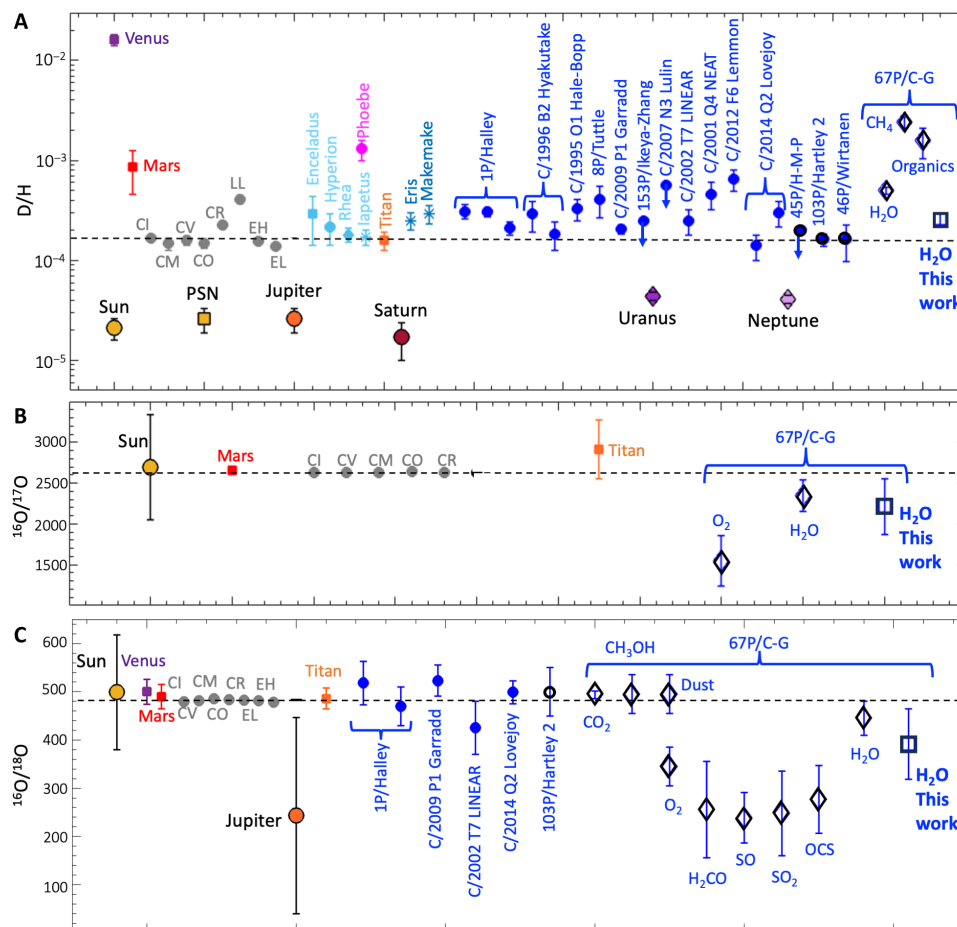 A
D/H
10⁻²
10⁻³
10⁻⁴
10⁻⁵
Venus
Mars
CI
CM
CV
CO
CR
LL
EH
EL
Sun
PSN
Jupiter
Saturn
Uranus
Neptune
Enceladus
Hyperion
Rhea
Phoebe
Iapetus
Titan
Eris
Makemake
1P/Halley
C/1996 B2 Hyakutake
C/1995 O1 Hale-Bopp
8P/Tuttle
C/2009 P1 Garradd
153P/Ikeya-Zhang
C/2007 N3 Lulin
C/2002 T7 LINEAR
C/2001 Q4 NEAT
C/2012 F6 Lemmon
C/2014 Q2 Lovejoy
45P/H-M-P
103P/Hartley 2
46P/Wirtanen
67P/C-G
CH₄
Organics
H₂O
H₂O
This
work
B
¹⁶O/¹⁷O
3000
2500
2000
1500
Sun
Mars
CI
CV
CM
CO
CR
Titan
67P/C-G
O₂
H₂O
H₂O
This
work
C
¹⁶O/¹⁸O
600
500
400
300
200
100
Sun
Venus
Mars
CI
CM
CO
CR
EL
EH
Jupiter
Titan
1P/Halley
C/2009 P1 Garradd
C/2002 T7 LINEAR
C/2014 Q2 Lovejoy
103P/Hartley 2
CH₃OH
67P/C-G
CO₂
Dust
O₂
H₂CO
SO
SO₂
OCS
H₂O
H₂O
This
work